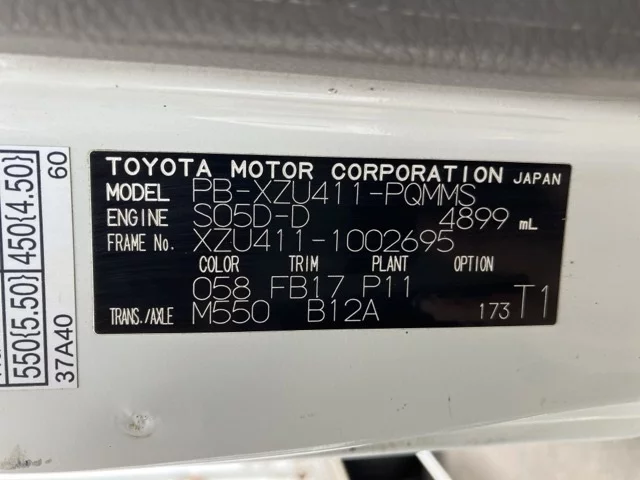 TOYOTA MOTOR CORPORATION JAPAN
MODEL PB-XZU411-PQMMS
ENGINE S05D-D 4899 mL
FRAME No. XZU411-1002695
COLOR TRIM PLANT OPTION
058 FB17 P11
TRANS./AXLE M550 B12A 173 T1
550{5.50} 450{4.50}
37A40 60